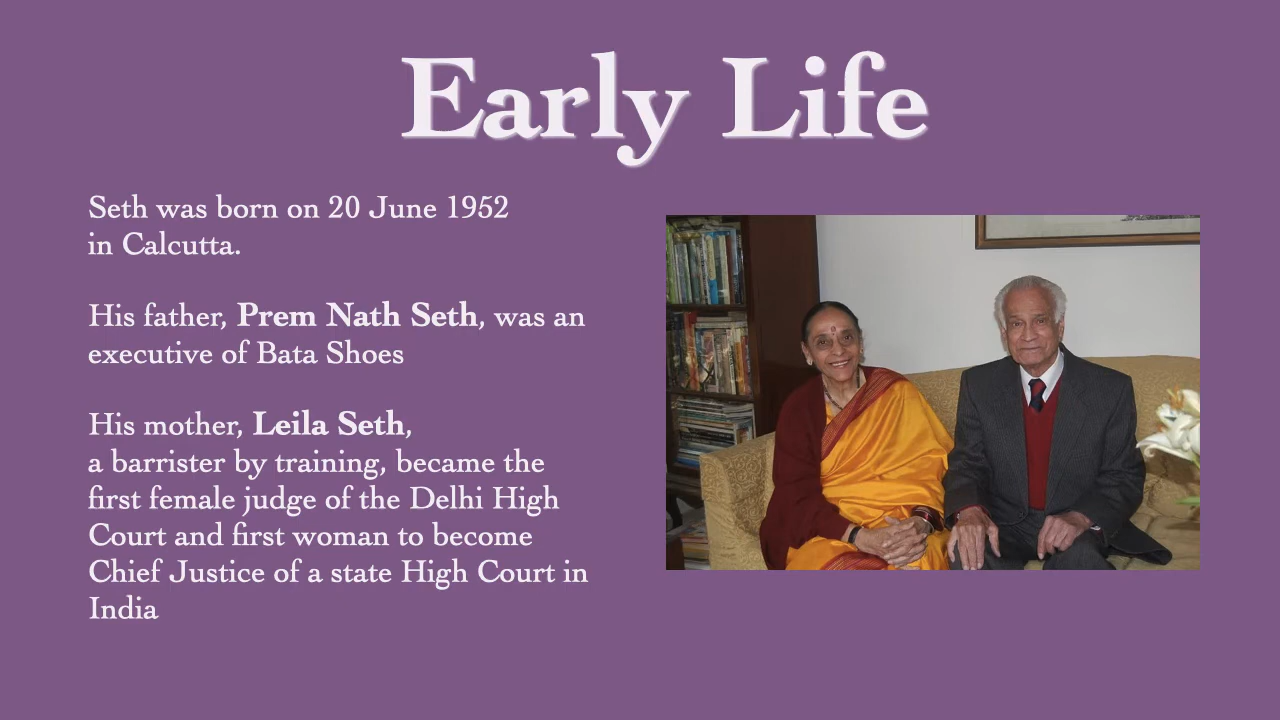 Early Life
Seth was born on 20 June 1952
in Calcutta.
His father, Prem Nath Seth, was an
executive of Bata Shoes
His mother, Leila Seth,
a barrister by training, became the
first female judge of the Delhi High
Court and first woman to become
Chief Justice of a state High Court in
India